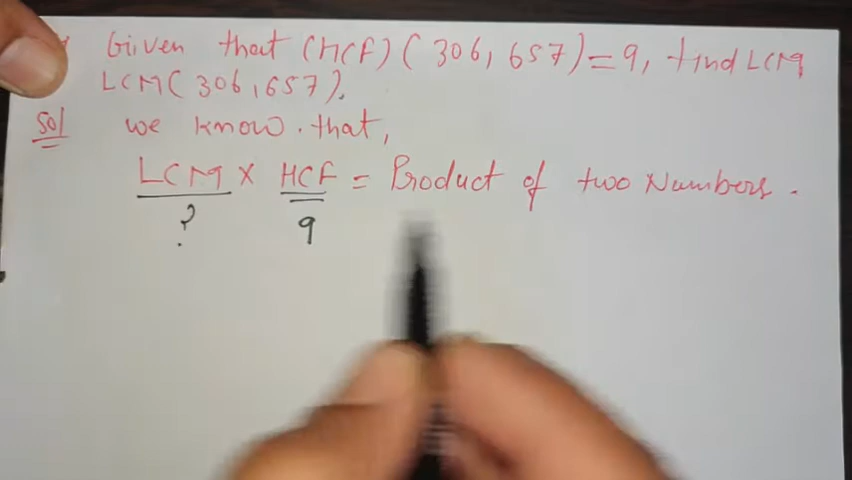 Given that (HCF) (306, 657) = 9, find LCM
LCM (306, 657).
Sol we know. that,
LCM x HCF = Product of two Numbers.
? 9